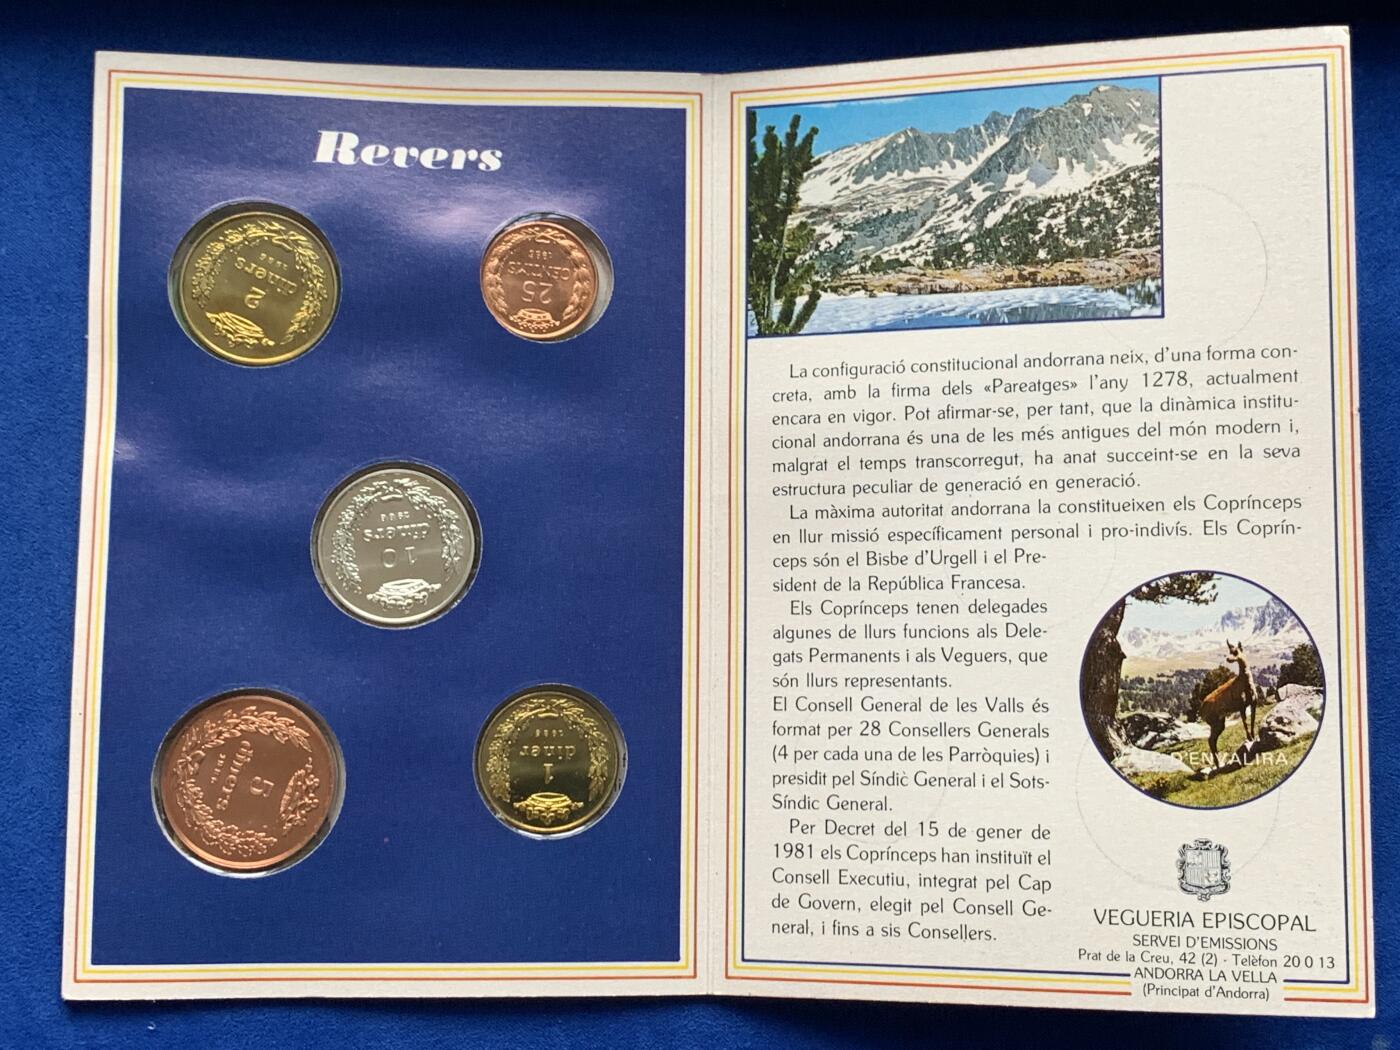 Revers
2
diners
1986
25
CENTIMS
1986
10
diners
1986
5
diners
1
diner
1986
La configuració constitucional andorrana neix, d'una forma con-
creta, amb la firma dels «Pareatges» l'any 1278, actualment
encara en vigor. Pot afirmar-se, per tant, que la dinàmica institu-
cional andorrana és una de les més antigues del món modern i,
malgrat el temps transcorregut, ha anat succeint-se en la seva
estructura peculiar de generació en generació.
La màxima autoritat andorrana la constitueixen els Coprínceps
en llur missió específicament personal i pro-indivís. Els Coprín-
ceps són el Bisbe d'Urgell i el Pre-
sident de la República Francesa.
Els Coprínceps tenen delegades
algunes de llurs funcions als Dele-
gats Permanents i als Veguers, que
són llurs representants.
El Consell General de les Valls és
format per 28 Consellers Generals
(4 per cada una de les Parròquies) i
presidit pel Síndic General i el Sots-
Síndic General.
Per Decret del 15 de gener de
1981 els Coprínceps han instituït el
Consell Executiu, integrat pel Cap
de Govern, elegit pel Consell Ge-
neral, i fins a sis Consellers.
D'ENVALIRA
VEGUERIA EPISCOPAL
SERVEI D'EMISSIONS
Prat de la Creu, 42 (2) - Telèfon 20 0 13
ANDORRA LA VELLA
(Principat d'Andorra)